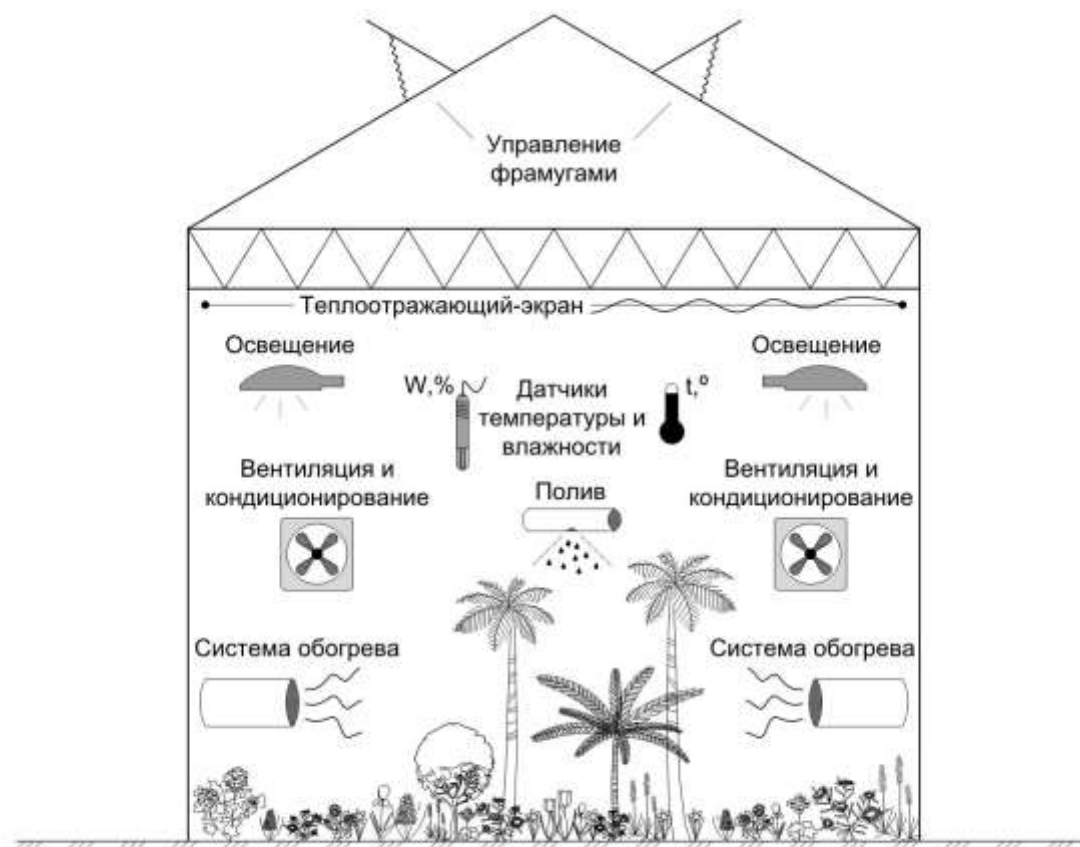 Управление
фрамугами
Теплоотражающий-экран
Освещение
Освещение
W,%
Датчики
температуры и
влажности
t,º
Вентиляция и
кондиционирование
Полив
Вентиляция и
кондиционирование
Система обогрева
Система обогрева